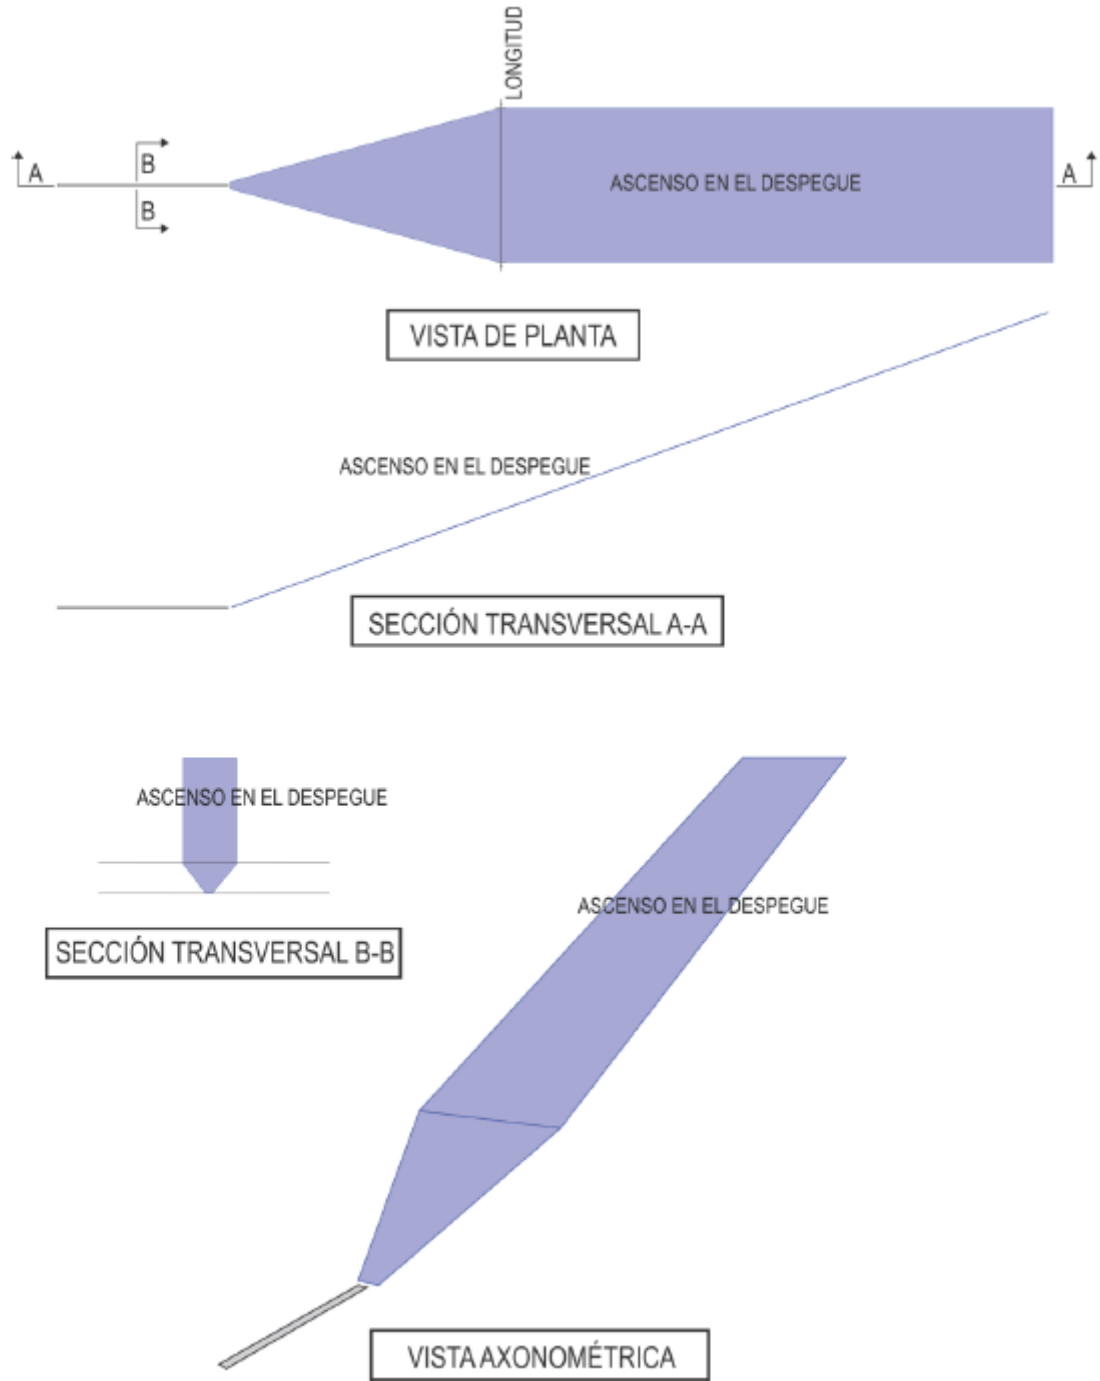 LONGITUD
A
B
B
ASCENSO EN EL DESPEGUE
A
VISTA DE PLANTA
ASCENSO EN EL DESPEGUE
SECCIÓN TRANSVERSAL A-A
ASCENSO EN EL DESPEGUE
SECCIÓN TRANSVERSAL B-B
ASCENSO EN EL DESPEGUE
VISTA AXONOMÉTRICA